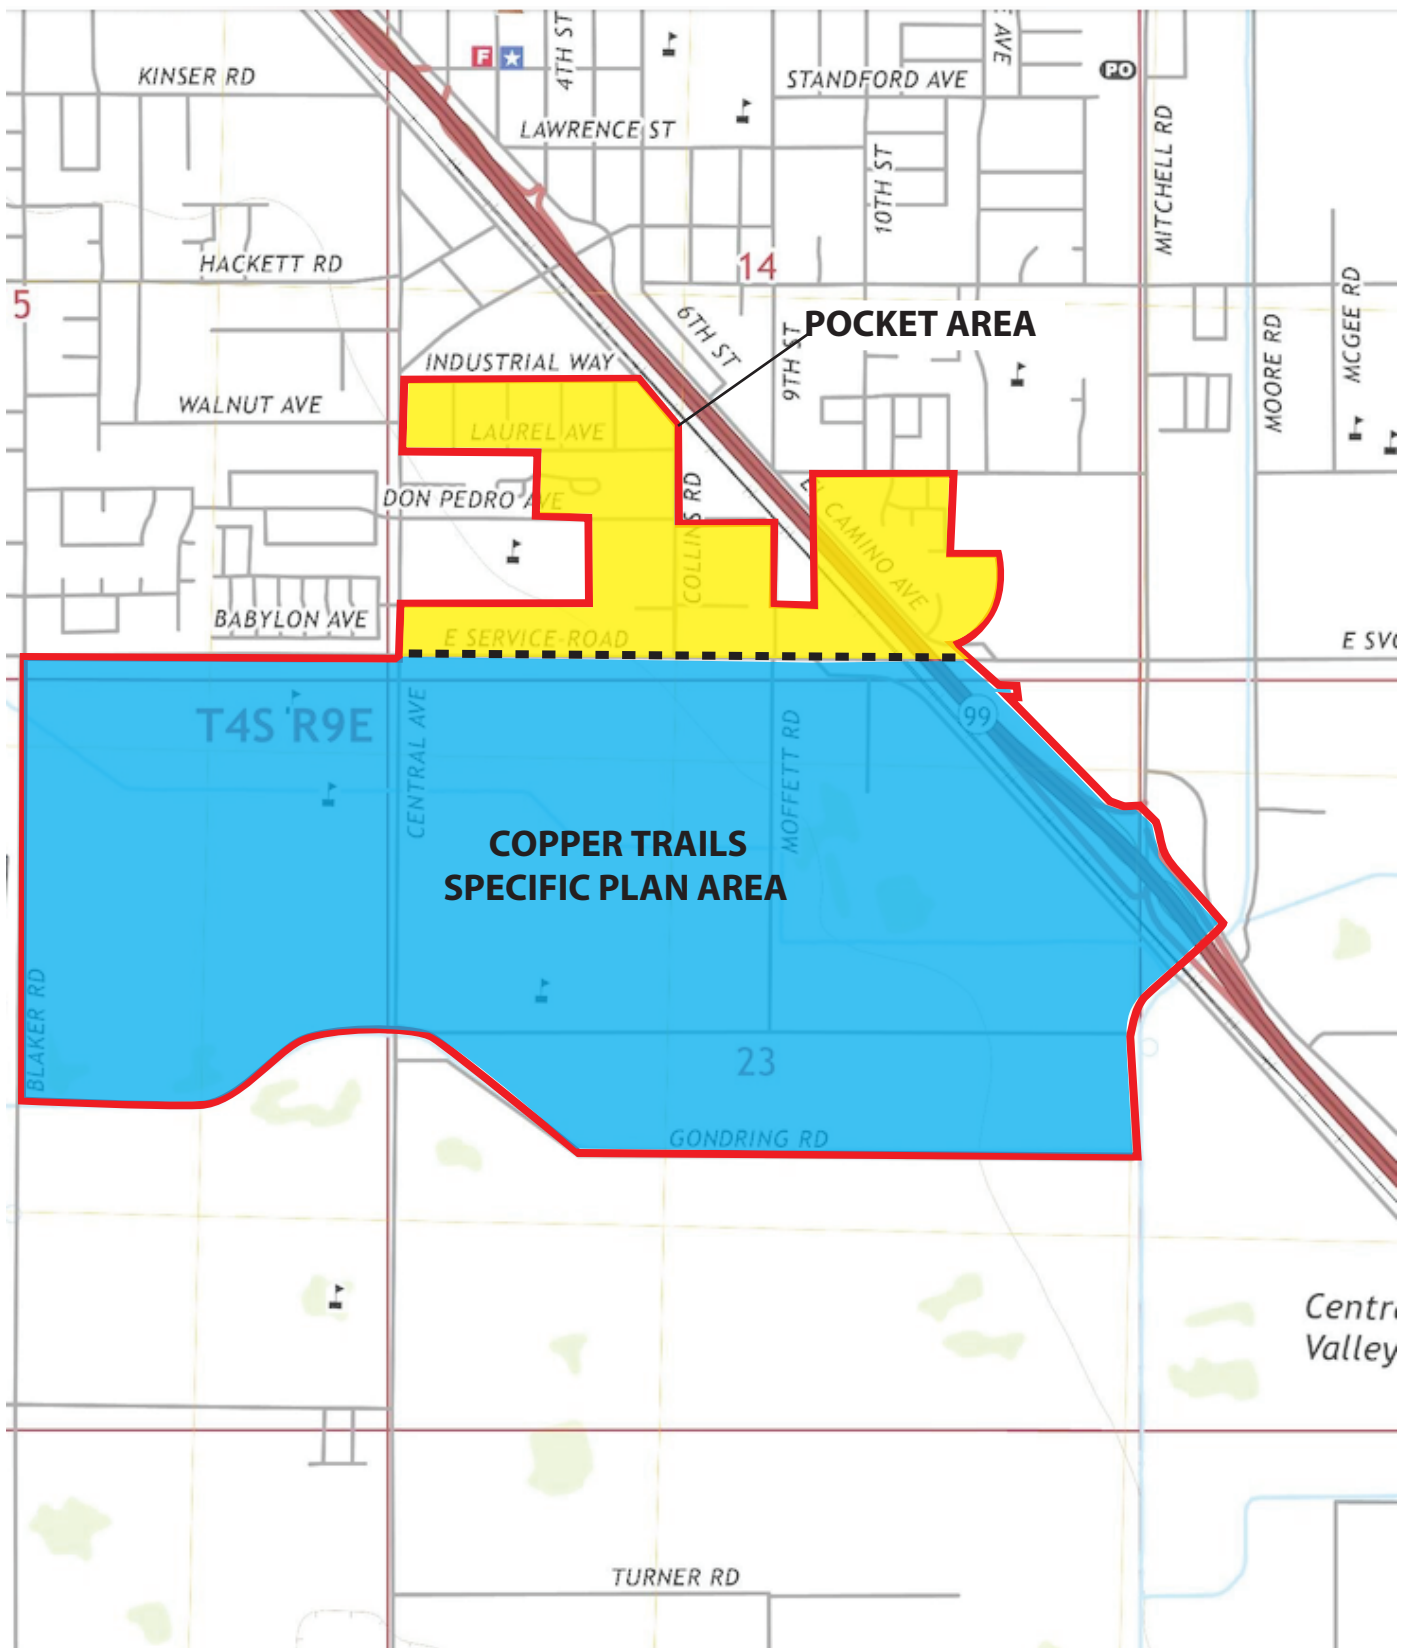 4TH ST
E AVE
KINSER RD
F
STANDFORD AVE
PO
LAWRENCE ST
MITCHELL RD
10TH ST
HACKETT RD
14
5
MCGEE RD
MOORE RD
6TH ST
9TH ST
POCKET AREA
INDUSTRIAL WAY
WALNUT AVE
LAUREL AVE
DON PEDRO AVE
COLLINS RD
EL CAMINO AVE
BABYLON AVE
E SERVICE-ROAD
E SVC
T4S R9E
CENTRAL AVE
99
MOFFETT RD
COPPER TRAILS
SPECIFIC PLAN AREA
BLAKER RD
23
GONDRING RD
Centr
Valley
TURNER RD